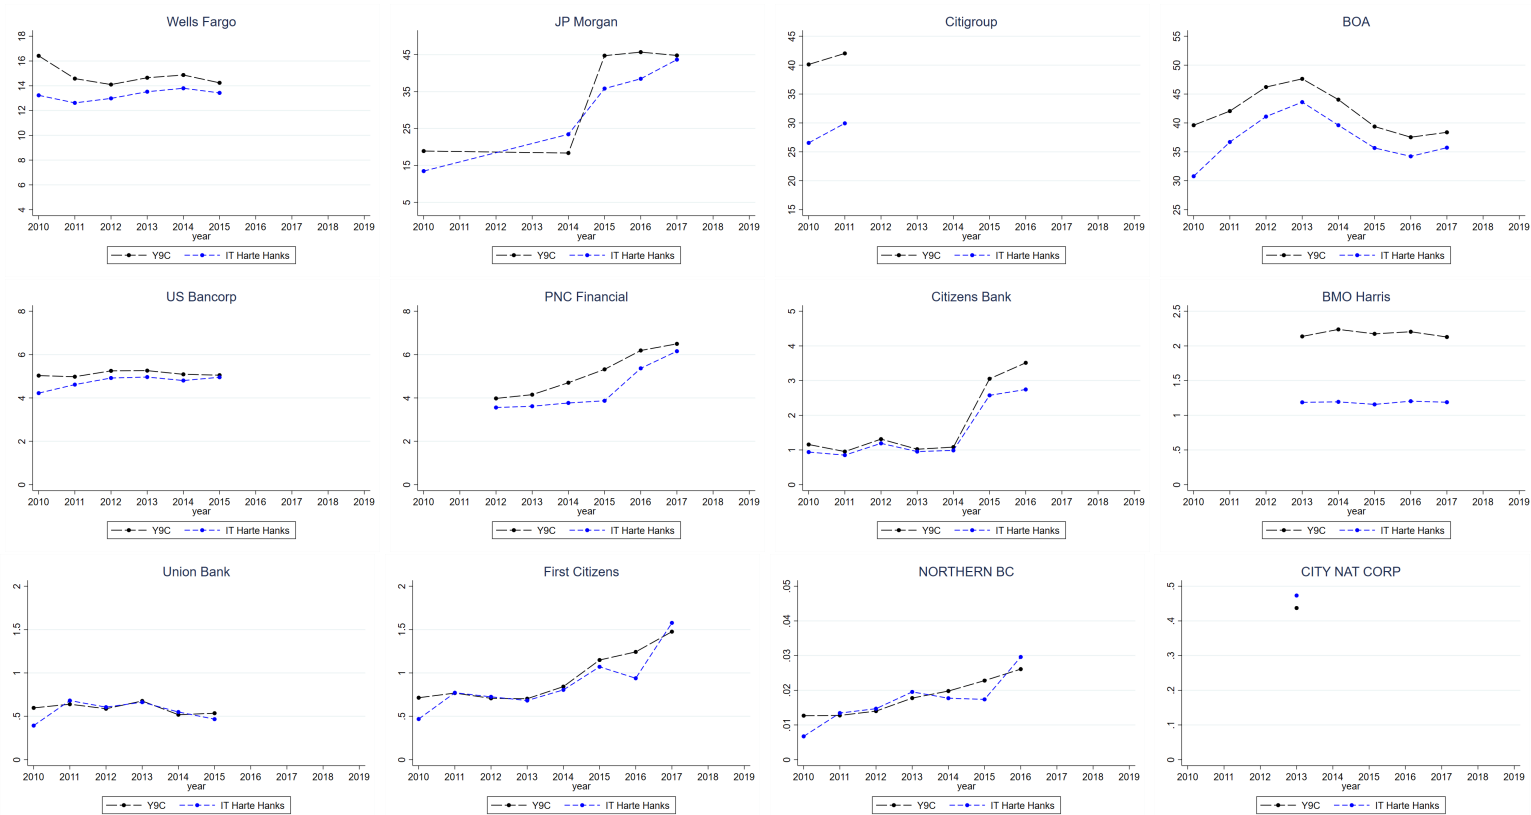 Wells Fargo
18
16
14
12
10
8
6
4
2010 2011 2012 2013 2014 2015 2016 2017 2018 2019
year
Y9C IT Harte Hanks
JP Morgan
45
35
25
15
5
2010 2011 2012 2013 2014 2015 2016 2017 2018 2019
year
Y9C IT Harte Hanks
Citigroup
45
40
35
30
25
20
15
2010 2011 2012 2013 2014 2015 2016 2017 2018 2019
year
Y9C IT Harte Hanks
BOA
55
50
45
40
35
30
25
2010 2011 2012 2013 2014 2015 2016 2017 2018 2019
year
Y9C IT Harte Hanks
US Bancorp
8
6
4
2
0
2010 2011 2012 2013 2014 2015 2016 2017 2018 2019
year
Y9C IT Harte Hanks
PNC Financial
8
6
4
2
0
2010 2011 2012 2013 2014 2015 2016 2017 2018 2019
year
Y9C IT Harte Hanks
Citizens Bank
5
4
3
2
1
0
2010 2011 2012 2013 2014 2015 2016 2017 2018 2019
year
Y9C IT Harte Hanks
BMO Harris
2.5
2
1.5
1
.5
0
2010 2011 2012 2013 2014 2015 2016 2017 2018 2019
year
Y9C IT Harte Hanks
Union Bank
2
1.5
1
.5
0
2010 2011 2012 2013 2014 2015 2016 2017 2018 2019
year
Y9C IT Harte Hanks
First Citizens
2
1.5
1
.5
0
2010 2011 2012 2013 2014 2015 2016 2017 2018 2019
year
Y9C IT Harte Hanks
NORTHERN BC
.05
.04
.03
.02
.01
0
2010 2011 2012 2013 2014 2015 2016 2017 2018 2019
year
Y9C IT Harte Hanks
CITY NAT CORP
.5
.4
.3
.2
.1
0
2010 2011 2012 2013 2014 2015 2016 2017 2018 2019
year
Y9C IT Harte Hanks